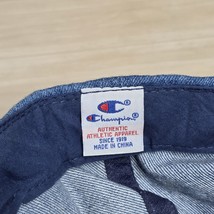 Champion®
AUTHENTIC
ATHLETIC APPAREL
SINCE 1919
MADE IN
CHINA